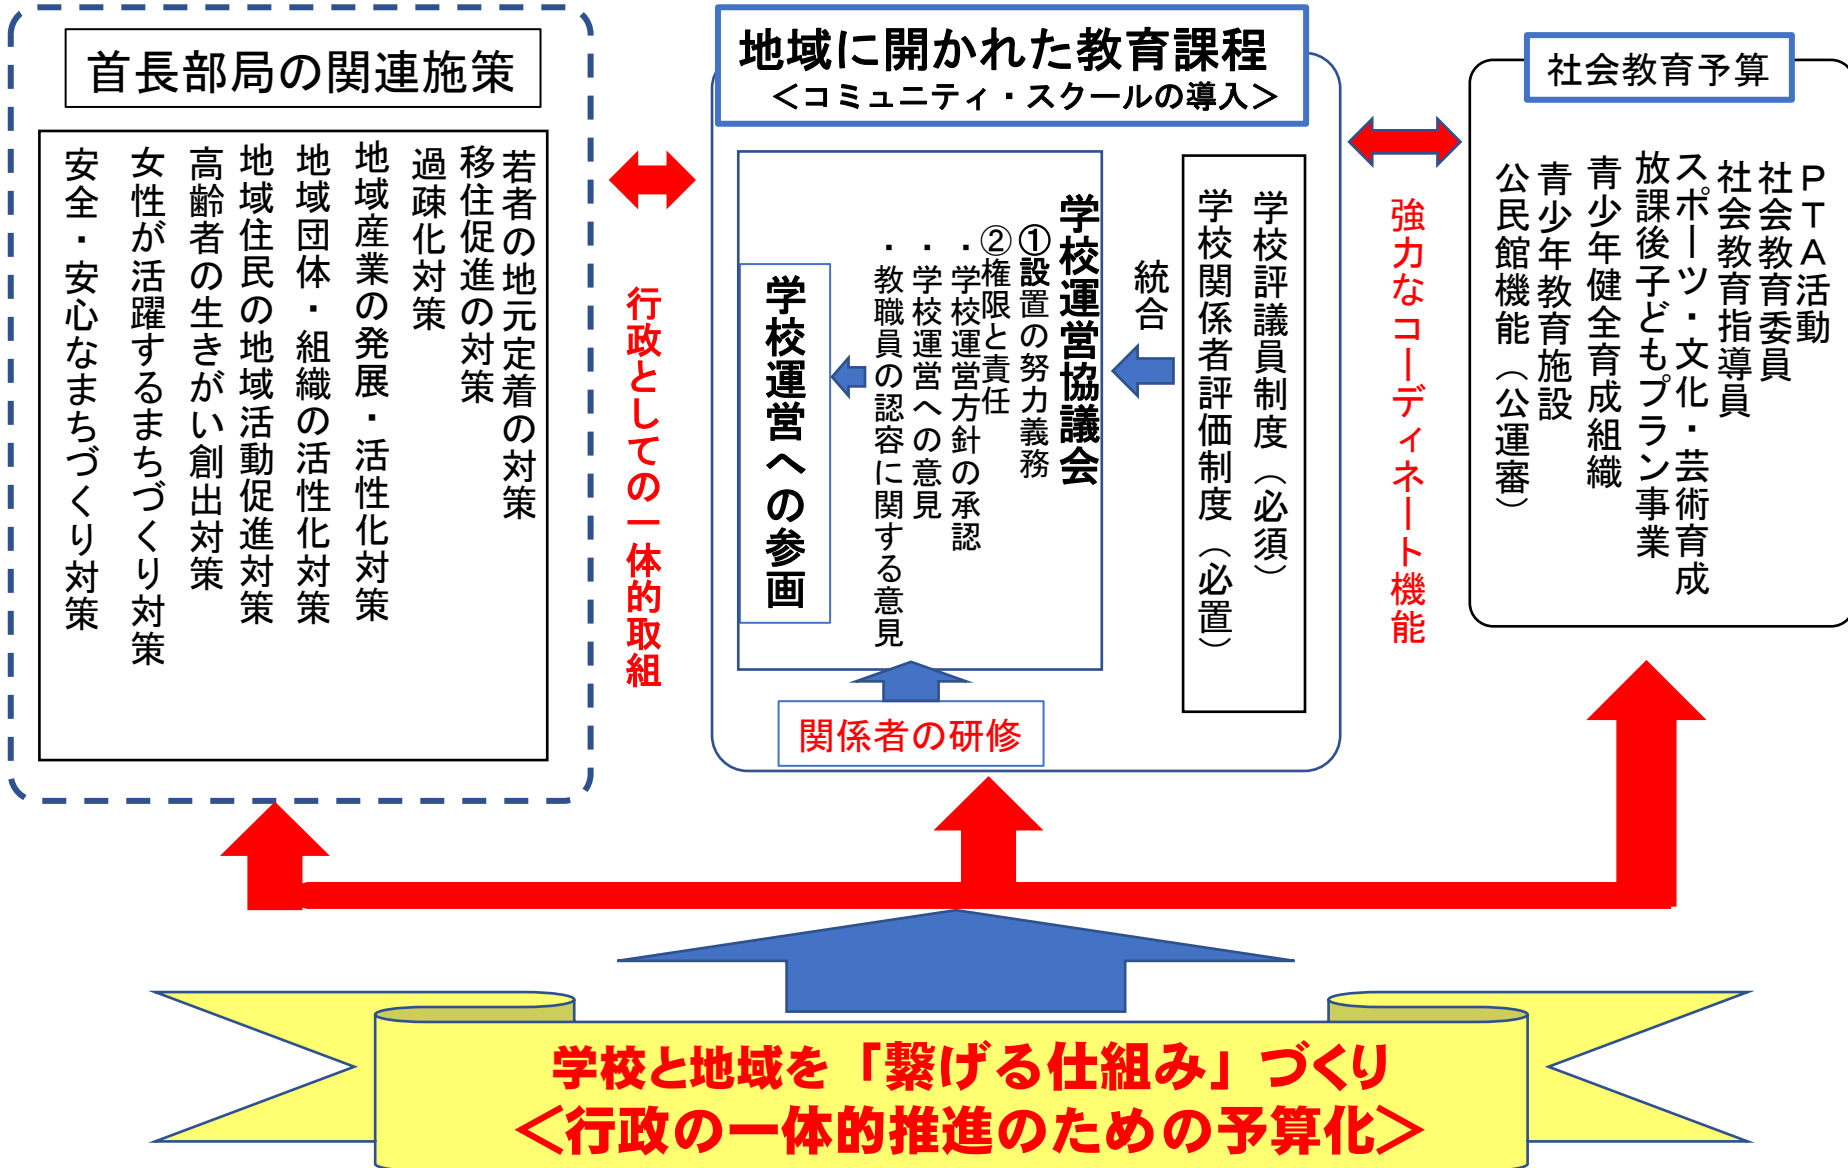 首長部局の関連施策
若者の地元定着の対策
移住促進の対策
過疎化対策
地域産業の発展・活性化対策
地域団体・組織の活性化対策
地域住民の地域活動促進対策
高齢者の生きがい創出対策
女性が活躍するまちづくり対策
安全・安心なまちづくり対策
行政としての一体的取組
地域に開かれた教育課程
＜コミュニティ・スクールの導入＞
学校評議員制度（必須）
学校関係者評価制度（必置）
統合
学校運営協議会
①設置の努力義務
②権限と責任
・学校運営方針の承認
・学校運営への意見
・教職員の認容に関する意見
学校運営への参画
関係者の研修
強力なコーディネート機能
社会教育予算
ＰＴＡ活動
社会教育委員
社会教育指導員
スポーツ・文化・芸術育成
放課後子どもプラン事業
青少年健全育成組織
青少年教育施設
公民館機能（公運審）
学校と地域を「繋げる仕組み」づくり
＜行政の一体的推進のための予算化＞